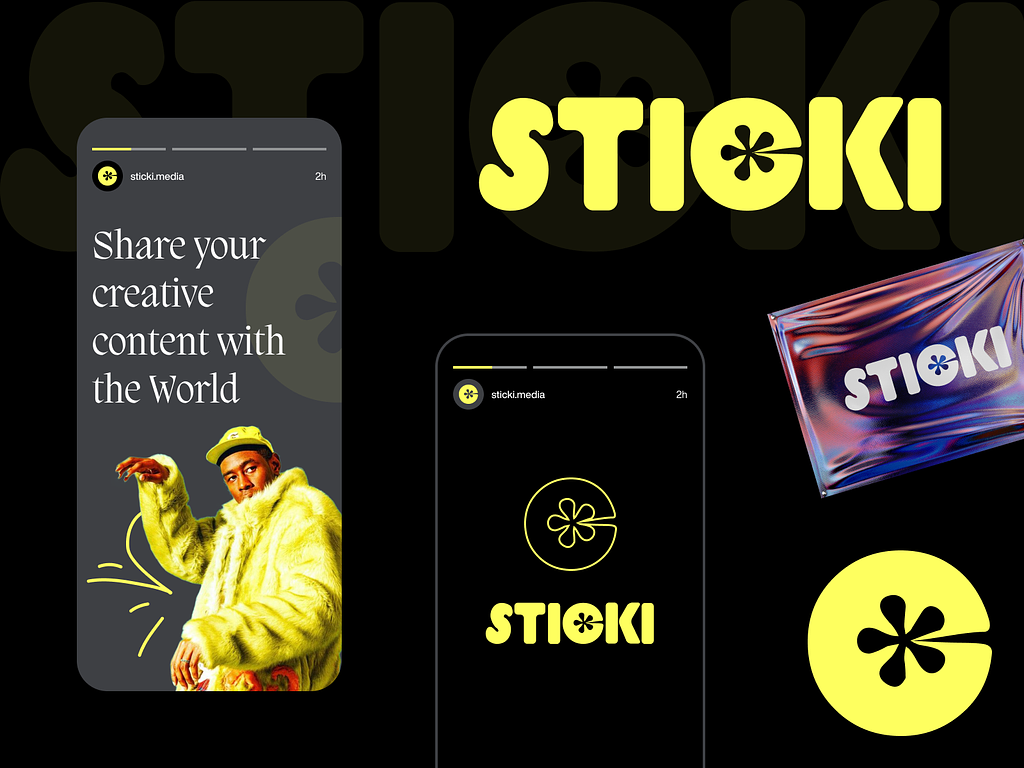 STICKI
STICKI
sticki.media 2h
Share your
creative
content with
the World
sticki.media 2h
STICKI
STICKI